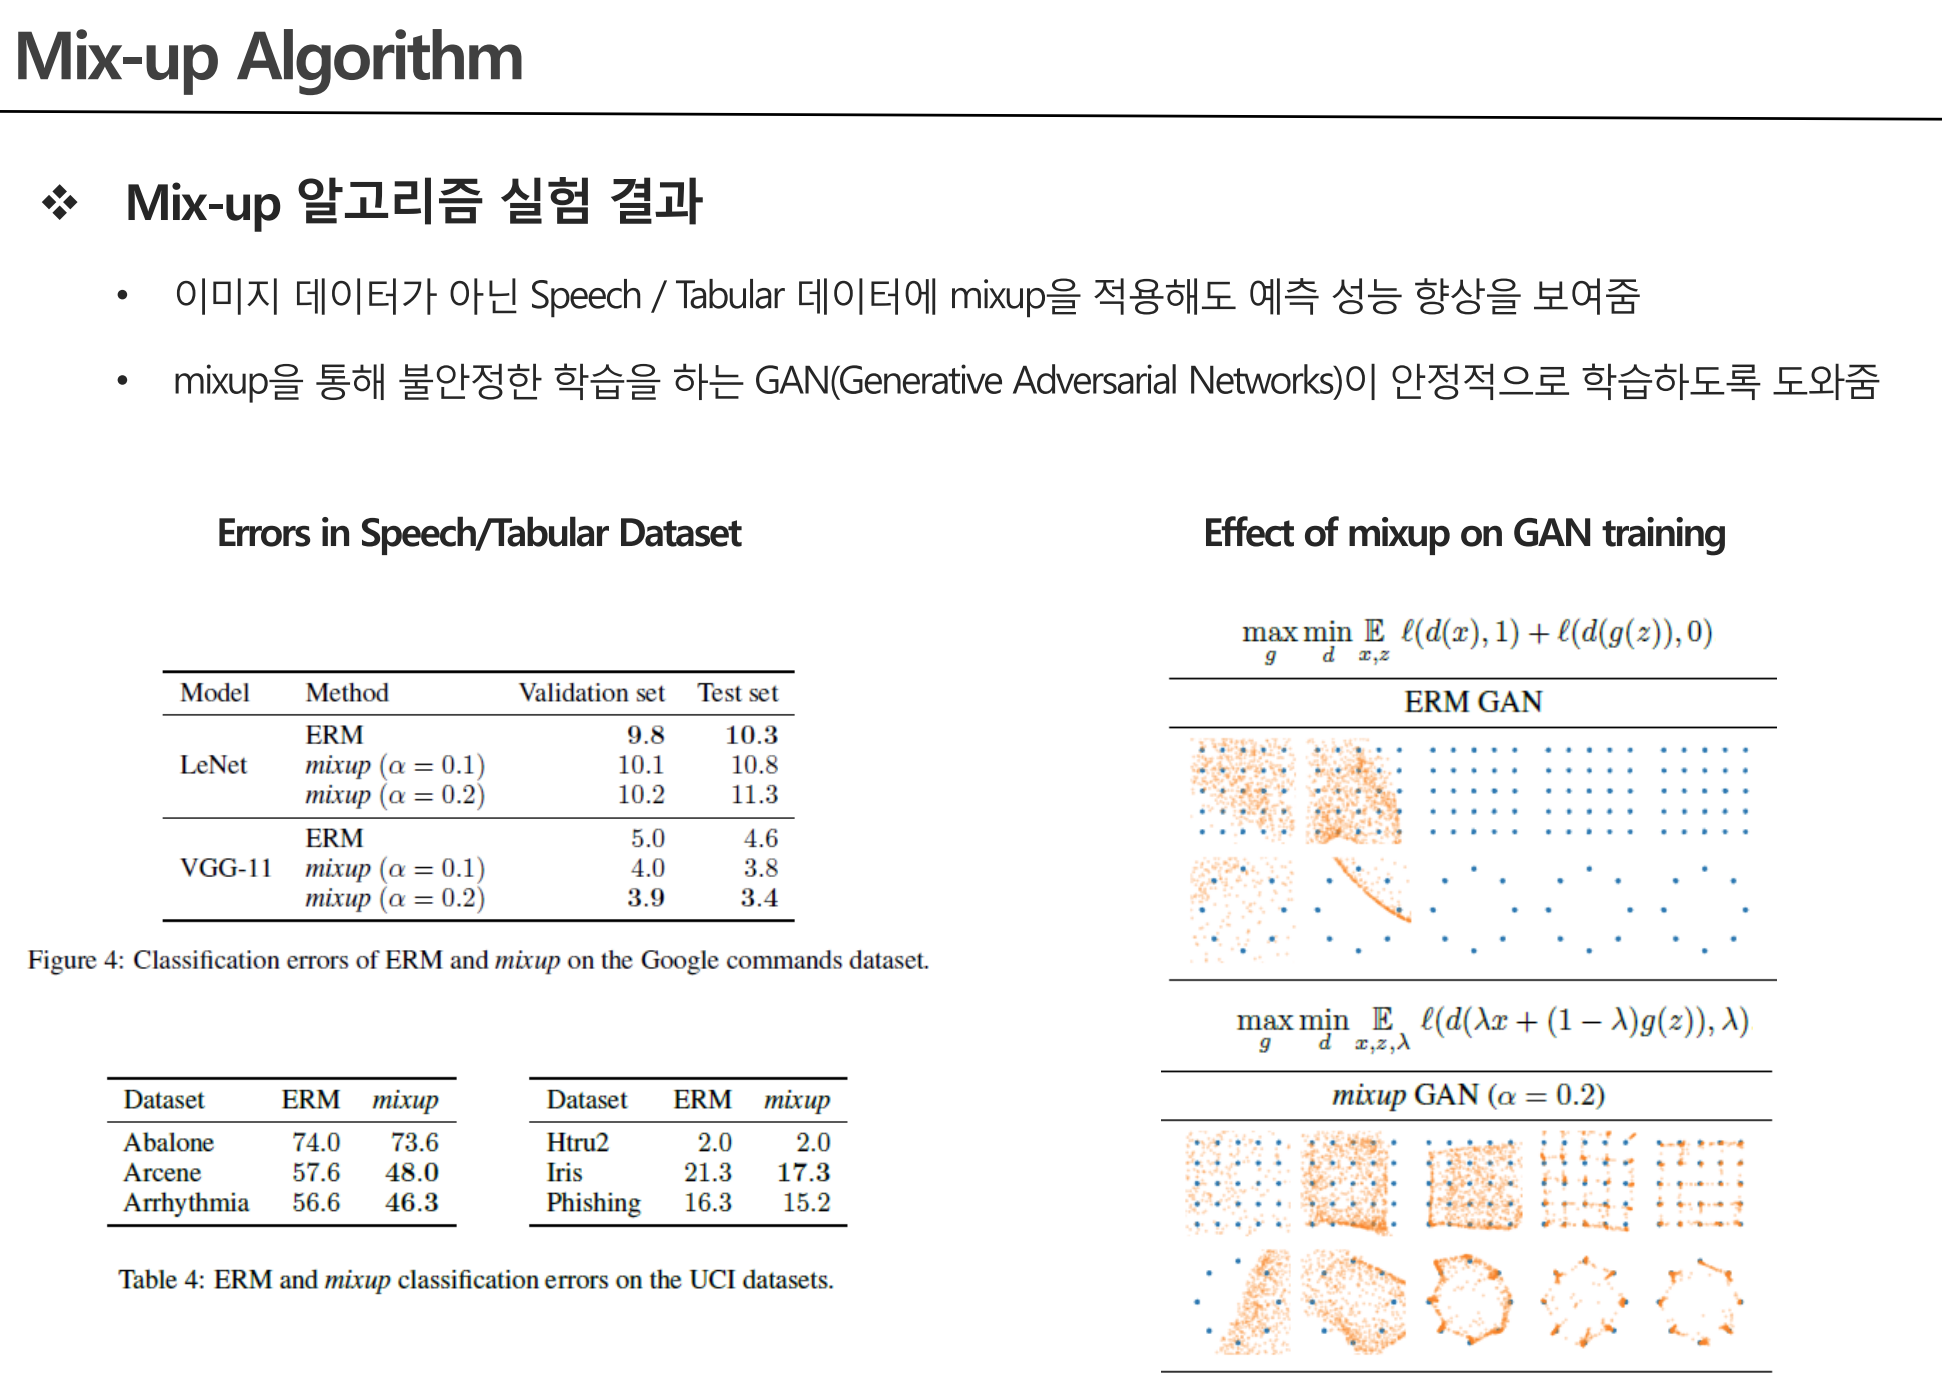 Mix-up Algorithm
❖ Mix-up 알고리즘 실험 결과
• 이미지 데이터가 아닌 Speech / Tabular 데이터에 mixup을 적용해도 예측 성능 향상을 보여줌
• mixup을 통해 불안정한 학습을 하는 GAN(Generative Adversarial Networks)이 안정적으로 학습하도록 도와줌
Errors in Speech/Tabular Dataset
Model Method Validation set Test set
ERM 9.8 10.3
LeNet mixup (α = 0.1) 10.1 10.8
mixup (α = 0.2) 10.2 11.3
ERM 5.0 4.6
VGG-11 mixup (α = 0.1) 4.0 3.8
mixup (α = 0.2) 3.9 3.4
Figure 4: Classification errors of ERM and mixup on the Google commands dataset.
Dataset ERM mixup
Abalone 74.0 73.6
Arcene 57.6 48.0
Arrhythmia 56.6 46.3
Dataset ERM mixup
Htru2 2.0 2.0
Iris 21.3 17.3
Phishing 16.3 15.2
Table 4: ERM and mixup classification errors on the UCI datasets.
Effect of mixup on GAN training
max min 𝔼 ℓ(d(x), 1) + ℓ(d(g(z)), 0)
g d x,z
ERM GAN
max min 𝔼 ℓ(d(λx + (1 − λ)g(z)), λ)
g d x,z,λ
mixup GAN (α = 0.2)